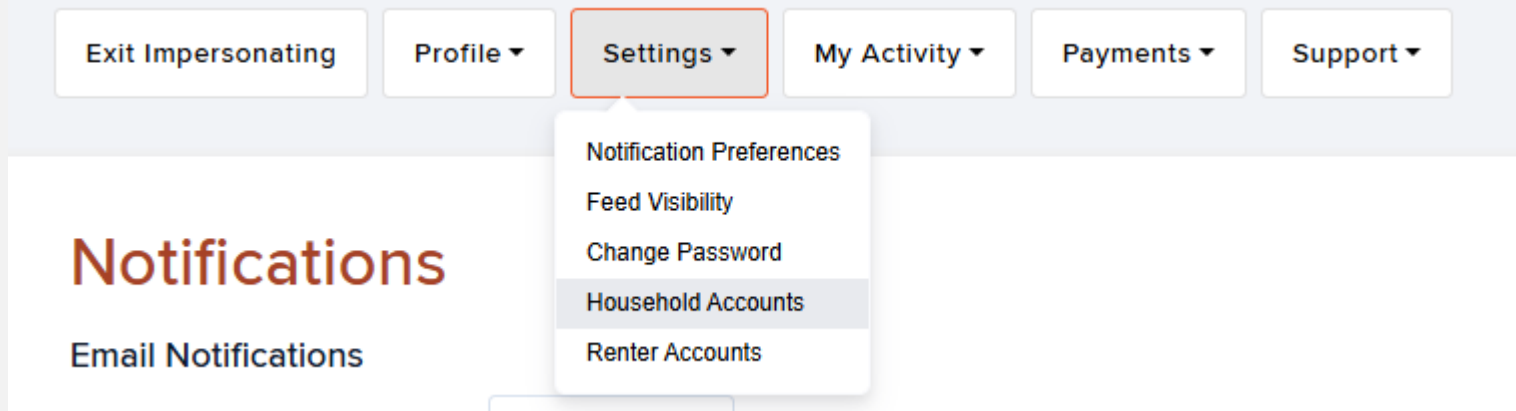 Exit Impersonating
Profile
Settings
My Activity
Payments
Support
Notification Preferences
Feed Visibility
Change Password
Household Accounts
Renter Accounts
Notifications
Email Notifications